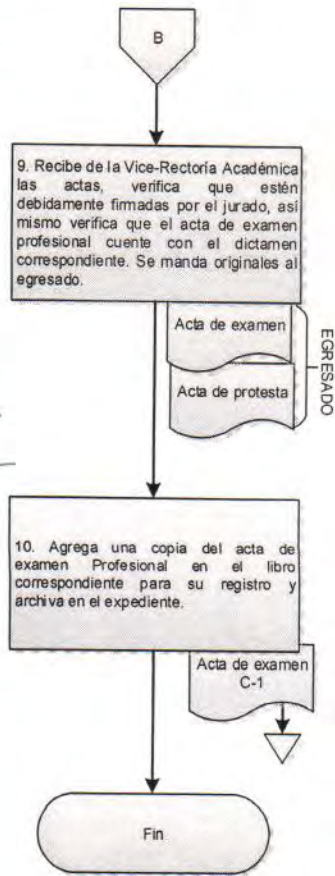 B
9. Recibe de la Vice-Rectoría Académica
las actas, verifica que estén
debidamente firmadas por el jurado, así
mismo verifica que el acta de examen
profesional cuente con el dictamen
correspondiente. Se manda originales al
egresado.
Acta de examen
Acta de protesta
EGRESADO
10. Agrega una copia del acta de
examen Profesional en el libro
correspondiente para su registro y
archiva en el expediente.
Acta de examen
C-1
Fin